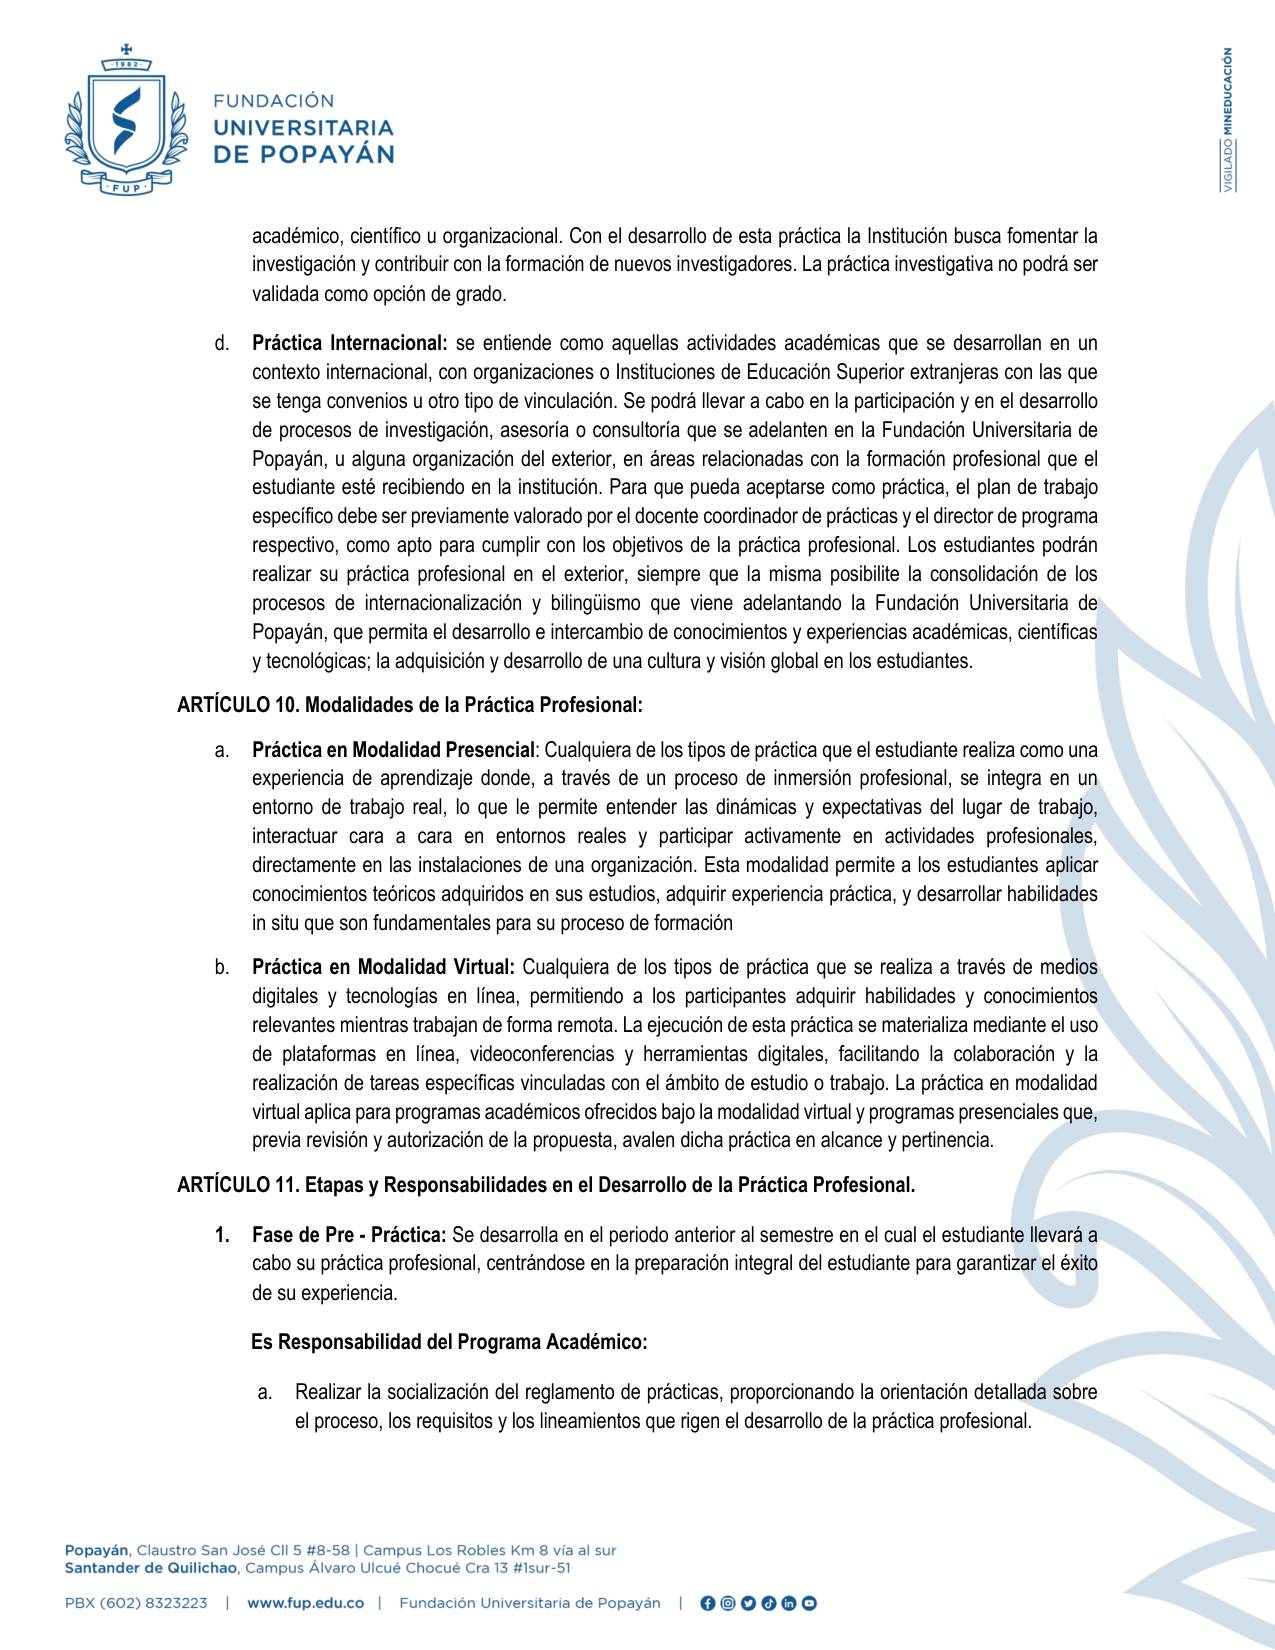 ·1982·
·FUP·
FUNDACIÓN
UNIVERSITARIA
DE POPAYÁN
VIGILADO MINEDUCACIÓN
académico, científico u organizacional. Con el desarrollo de esta práctica la Institución busca fomentar la
investigación y contribuir con la formación de nuevos investigadores. La práctica investigativa no podrá ser
validada como opción de grado.
d. Práctica Internacional: se entiende como aquellas actividades académicas que se desarrollan en un
contexto internacional, con organizaciones o Instituciones de Educación Superior extranjeras con las que
se tenga convenios u otro tipo de vinculación. Se podrá llevar a cabo en la participación y en el desarrollo
de procesos de investigación, asesoría o consultoría que se adelanten en la Fundación Universitaria de
Popayán, u alguna organización del exterior, en áreas relacionadas con la formación profesional que el
estudiante esté recibiendo en la institución. Para que pueda aceptarse como práctica, el plan de trabajo
específico debe ser previamente valorado por el docente coordinador de prácticas y el director de programa
respectivo, como apto para cumplir con los objetivos de la práctica profesional. Los estudiantes podrán
realizar su práctica profesional en el exterior, siempre que la misma posibilite la consolidación de los
procesos de internacionalización y bilingüismo que viene adelantando la Fundación Universitaria de
Popayán, que permita el desarrollo e intercambio de conocimientos y experiencias académicas, científicas
y tecnológicas; la adquisición y desarrollo de una cultura y visión global en los estudiantes.
ARTÍCULO 10. Modalidades de la Práctica Profesional:
a. Práctica en Modalidad Presencial: Cualquiera de los tipos de práctica que el estudiante realiza como una
experiencia de aprendizaje donde, a través de un proceso de inmersión profesional, se integra en un
entorno de trabajo real, lo que le permite entender las dinámicas y expectativas del lugar de trabajo,
interactuar cara a cara en entornos reales y participar activamente en actividades profesionales,
directamente en las instalaciones de una organización. Esta modalidad permite a los estudiantes aplicar
conocimientos teóricos adquiridos en sus estudios, adquirir experiencia práctica, y desarrollar habilidades
in situ que son fundamentales para su proceso de formación
b. Práctica en Modalidad Virtual: Cualquiera de los tipos de práctica que se realiza a través de medios
digitales y tecnologías en línea, permitiendo a los participantes adquirir habilidades y conocimientos
relevantes mientras trabajan de forma remota. La ejecución de esta práctica se materializa mediante el uso
de plataformas en línea, videoconferencias y herramientas digitales, facilitando la colaboración y la
realización de tareas específicas vinculadas con el ámbito de estudio o trabajo. La práctica en modalidad
virtual aplica para programas académicos ofrecidos bajo la modalidad virtual y programas presenciales que,
previa revisión y autorización de la propuesta, avalen dicha práctica en alcance y pertinencia.
ARTÍCULO 11. Etapas y Responsabilidades en el Desarrollo de la Práctica Profesional.
1. Fase de Pre - Práctica: Se desarrolla en el periodo anterior al semestre en el cual el estudiante llevará a
cabo su práctica profesional, centrándose en la preparación integral del estudiante para garantizar el éxito
de su experiencia.
Es Responsabilidad del Programa Académico:
a. Realizar la socialización del reglamento de prácticas, proporcionando la orientación detallada sobre
el proceso, los requisitos y los lineamientos que rigen el desarrollo de la práctica profesional.
Popayán, Claustro San José Cll 5 #8-58 | Campus Los Robles Km 8 vía al sur
Santander de Quilichao, Campus Álvaro Ulcué Chocué Cra 13 #1sur-51
PBX (602) 8323223 | www.fup.edu.co | Fundación Universitaria de Popayán |